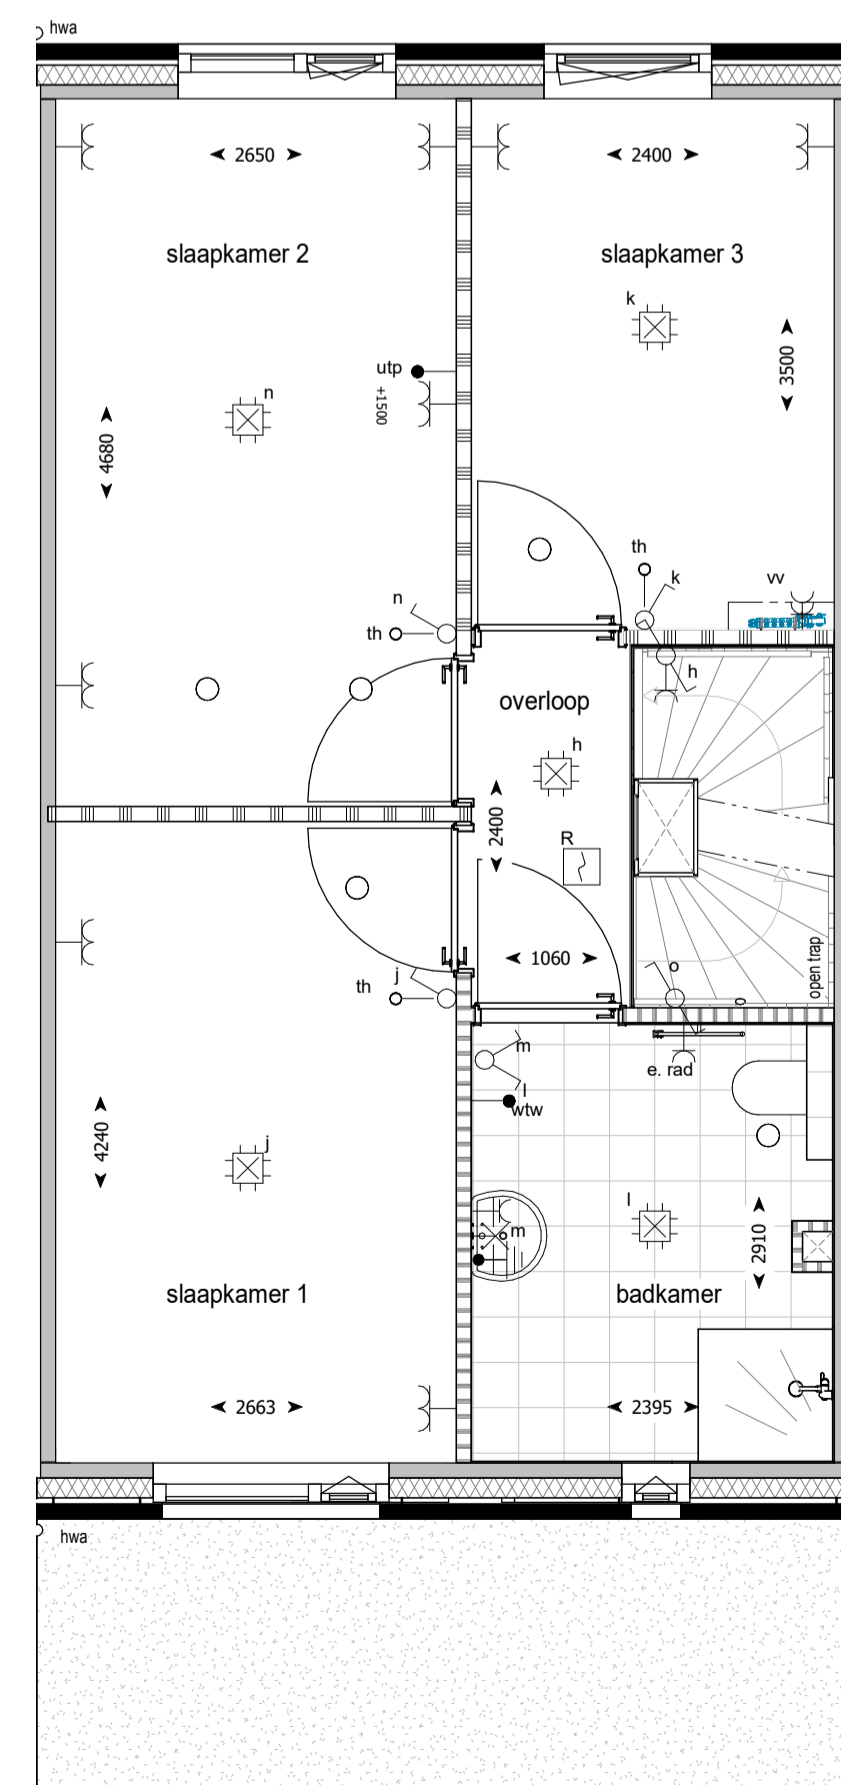 hwa
2650
2400
slaapkamer 2
slaapkamer 3
k
3500
utp
+1500
n
4680
th
k
vv
n
th
h
overloop
h
2400
R
1060
open trap
o
j
th
m
e. rad
l
wtw
4240
j
l
m
2910
slaapkamer 1
badkamer
2663
2395
hwa